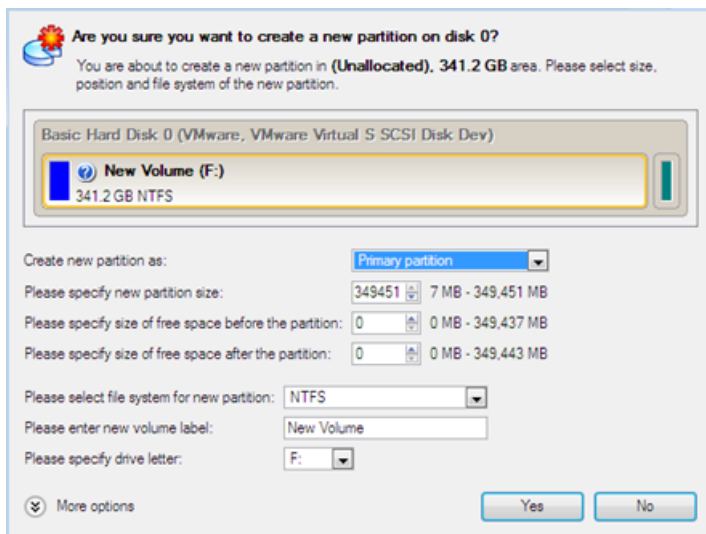 Are you sure you want to create a new partition on disk 0?
You are about to create a new partition in (Unallocated), 341.2 GB area. Please select size,
position and file system of the new partition.
Basic Hard Disk 0 (VMware, VMware Virtual S SCSI Disk Dev)
New Volume (F:)
341.2 GB NTFS
Create new partition as: Primary partition
Please specify new partition size: 349451 7 MB - 349,451 MB
Please specify size of free space before the partition: 0 0 MB - 349,437 MB
Please specify size of free space after the partition: 0 0 MB - 349,443 MB
Please select file system for new partition: NTFS
Please enter new volume label: New Volume
Please specify drive letter: F:
More options Yes No